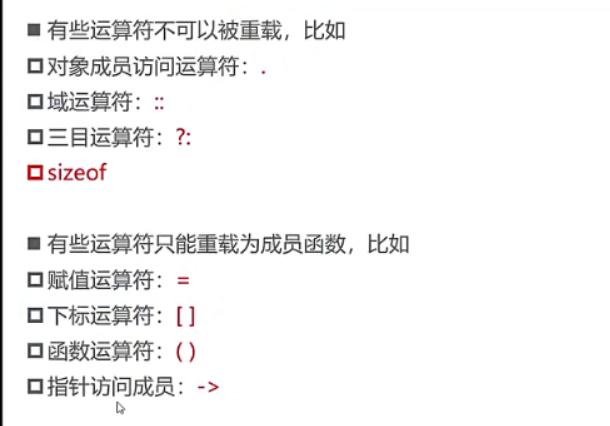 有些运算符不可以被重载，比如
对象成员访问运算符：.
域运算符：::
三目运算符：?:
sizeof
有些运算符只能重载为成员函数，比如
赋值运算符：=
下标运算符：[ ]
函数运算符：( )
指针访问成员：->